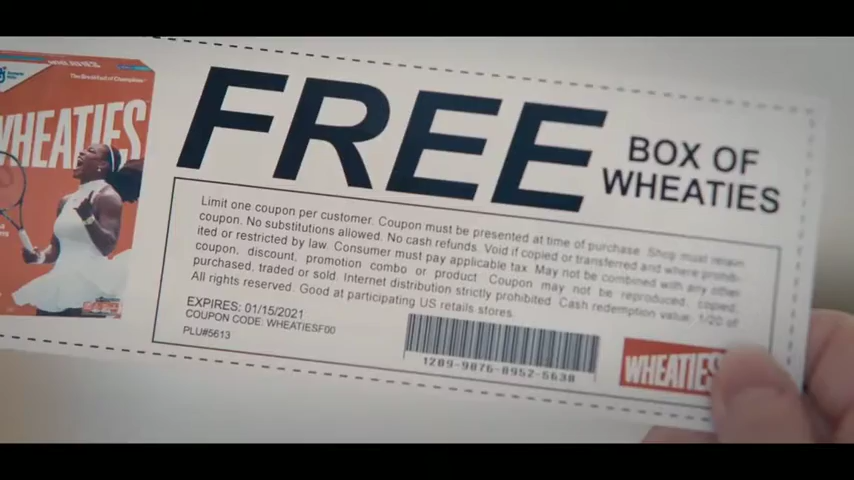 The Breakfast of Champions
WHEATIES
FREE
BOX OF
WHEATIES
Limit one coupon per customer. Coupon must be presented at time of purchase. Shop must retain
coupon. No substitutions allowed. No cash refunds. Void if copied or transferred and where prohib-
ited or restricted by law. Consumer must pay applicable tax. May not be combined with any other
coupon, discount, promotion combo or product. Coupon may not be reproduced, copied,
purchased, traded or sold. Internet distribution strictly prohibited. Cash redemption value: 1/20 of
All rights reserved. Good at participating US retails stores.
EXPIRES: 01/15/2021
COUPON CODE: WHEATIESF00
PLU#5613
1289-9876-8952-5638
WHEATIES